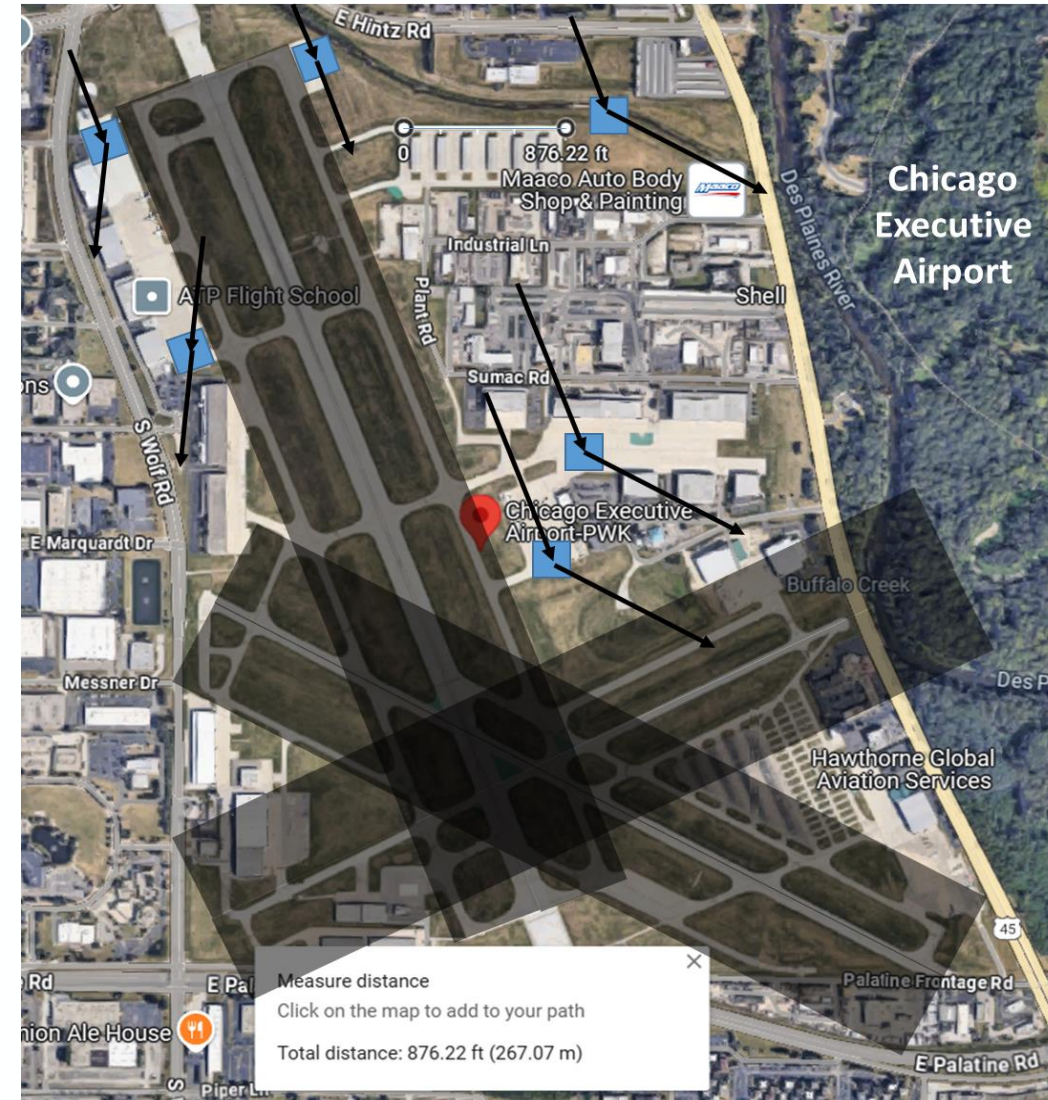 E Hintz Rd
0
876.22 ft
Maaco Auto Body
Shop & Painting
Maaco
Chicago
Executive
Airport
Des Plaines River
Industrial Ln
ATP Flight School
Plant Rd
Shell
ons
Sumac Rd
S Wolf Rd
Chicago Executive
Airport-PWK
E Marquardt Dr
Buffalo Creek
Messner Dr
Des P
Hawthorne Global
Aviation Services
45
Rd
E Pal
Palatine Frontage Rd
Measure distance
Click on the map to add to your path
Total distance: 876.22 ft (267.07 m)
nion Ale House
E Palatine Rd
S
Piper Ln